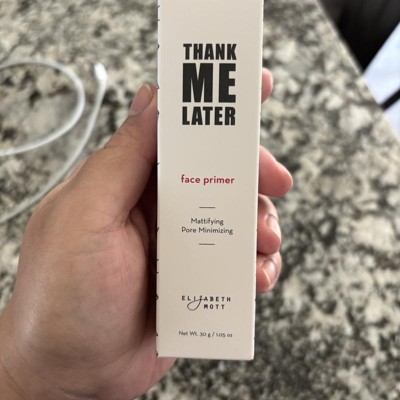 THANK
ME
LATER
face primer
Mattifying
Pore Minimizing
ELIZABETH
MOTT
Net Wt. 30 g / 1.05 oz